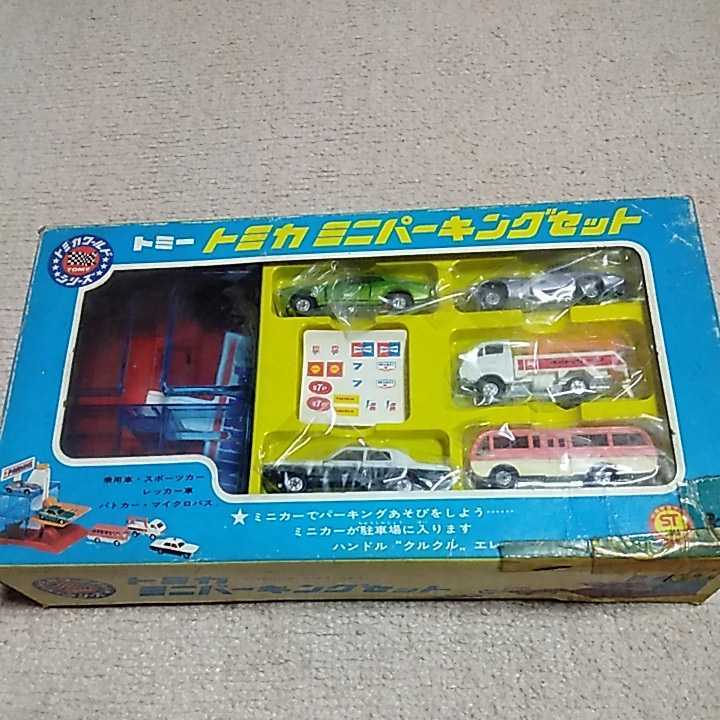 トミカワールド
TOMY
シリーズ
トミー トミカ ミニパーキングセット
7
7
STP
乗用車・スポーツカー
レッカー車
パトカー・マイクロバス
PARKING
★ミニカーでパーキングあそびをしよう……
ミニカーが駐車場に入ります
ハンドル〝クルクル〟エレ
ST
トミカ
ミニパーキングセット